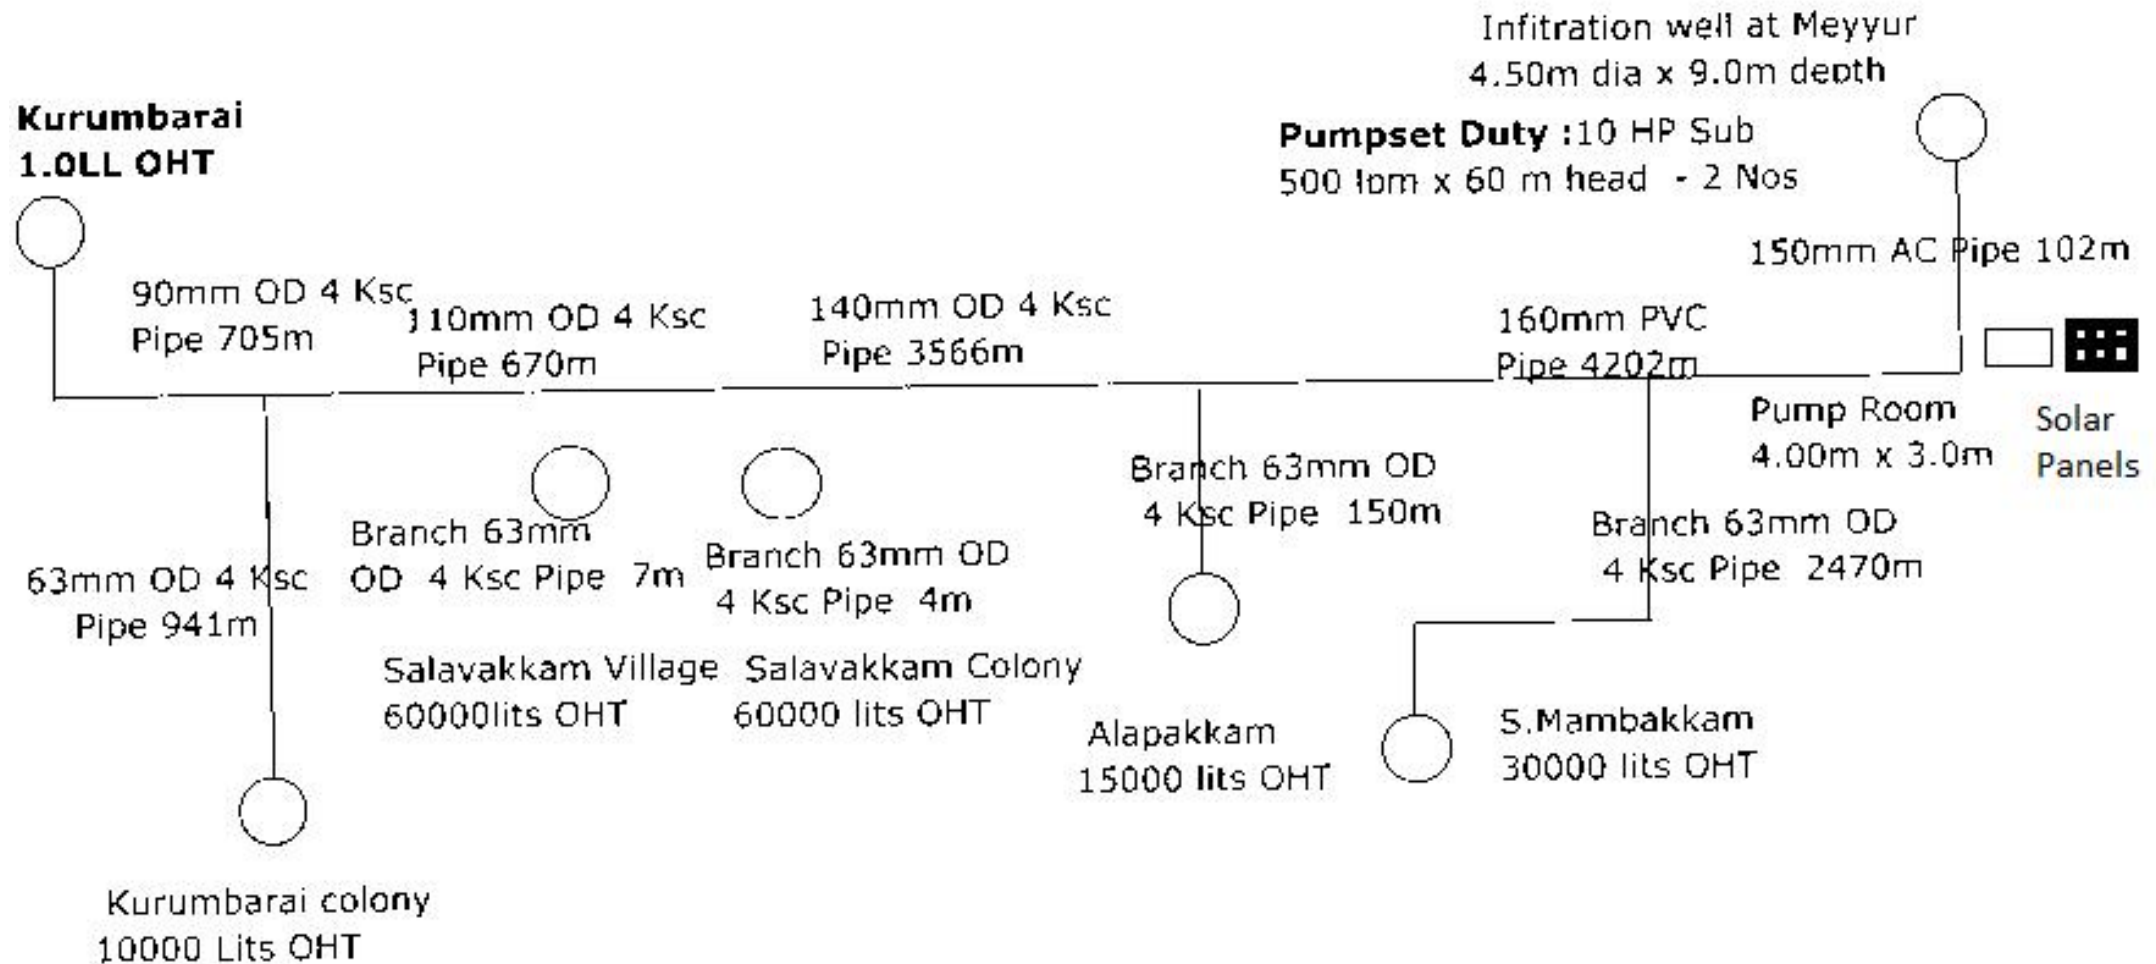 Infitration well at Meyyur
4.50m dia x 9.0m depth
Kurumbarai
1.0LL OHT
Pumpset Duty :10 HP Sub
500 lpm x 60 m head - 2 Nos
150mm AC Pipe 102m
90mm OD 4 Ksc
Pipe 705m
110mm OD 4 Ksc
Pipe 670m
140mm OD 4 Ksc
Pipe 3566m
160mm PVC
Pipe 4202m
Pump Room
4.00m x 3.0m
Solar
Panels
Branch 63mm OD
4 Ksc Pipe 150m
Branch 63mm OD
4 Ksc Pipe 2470m
63mm OD 4 Ksc
Pipe 941m
Branch 63mm
OD 4 Ksc Pipe 7m
Branch 63mm OD
4 Ksc Pipe 4m
Salavakkam Village
60000lits OHT
Salavakkam Colony
60000 lits OHT
Alapakkam
15000 lits OHT
S.Mambakkam
30000 lits OHT
Kurumbarai colony
10000 Lits OHT